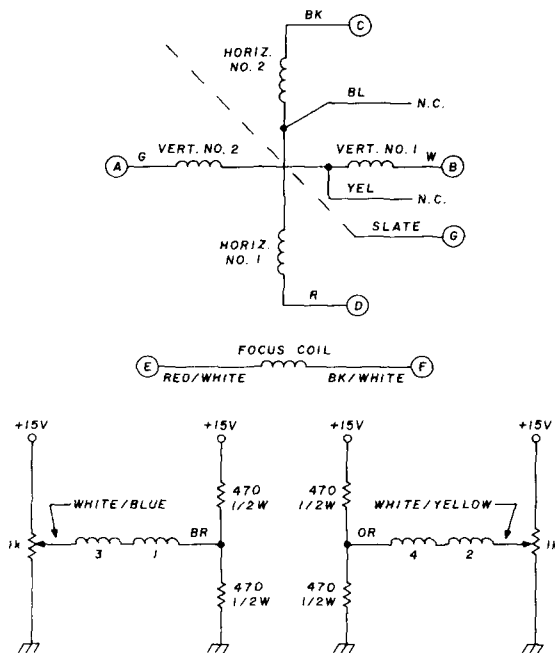 BK
C
HORIZ.
NO. 2
BL
N.C.
A
G
VERT. NO. 2
VERT. NO. 1
W
B
YEL
N.C.
SLATE
G
HORIZ.
NO. 1
R
D
FOCUS COIL
E
RED/WHITE
BK/WHITE
F
+15V
+15V
+15V
+15V
470
1/2W
470
1/2W
WHITE/BLUE
WHITE/YELLOW
1k
3
1
BR
OR
4
2
1k
470
1/2W
470
1/2W